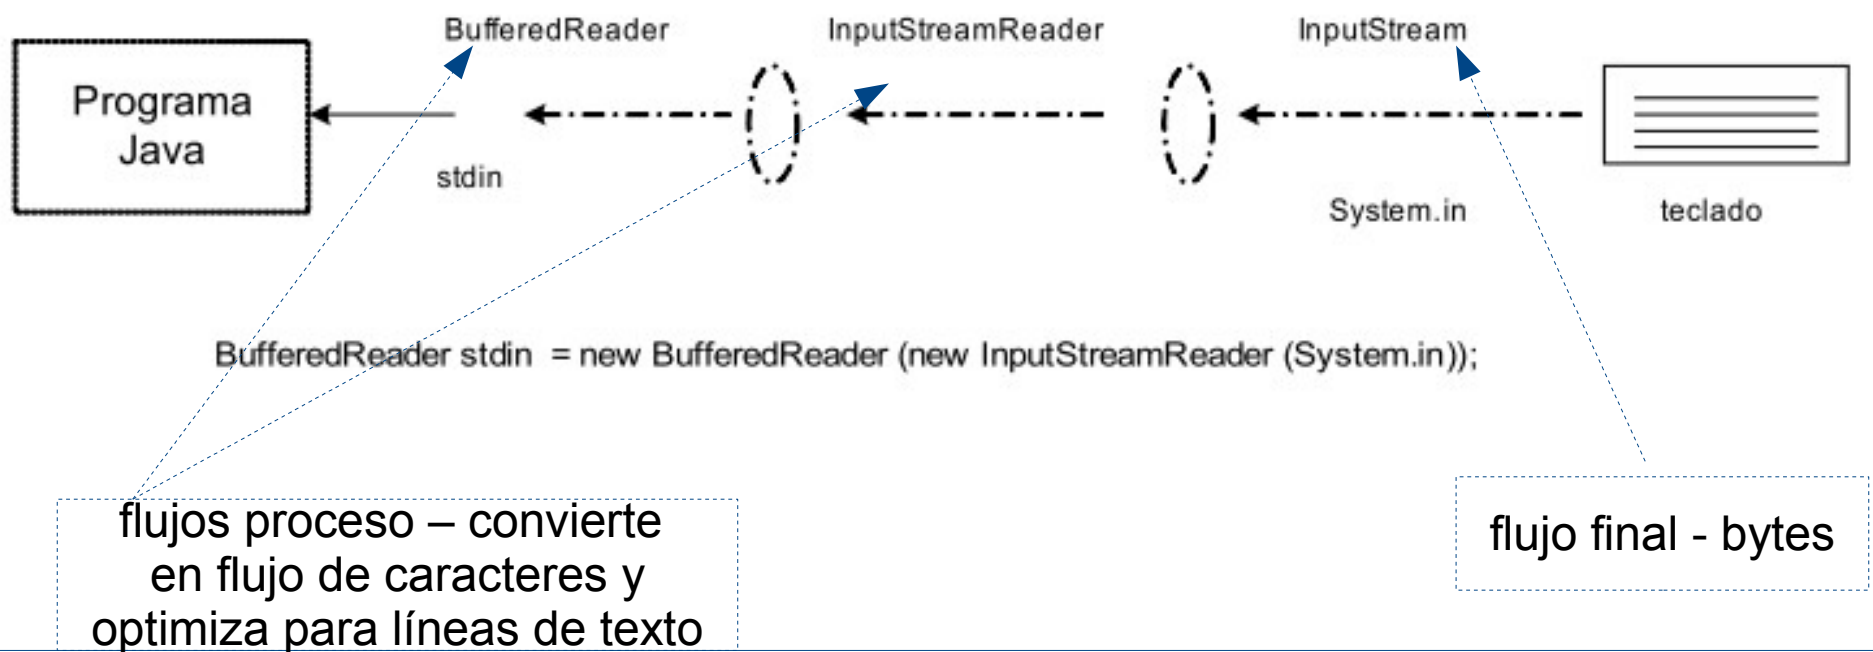 BufferedReader
InputStreamReader
InputStream
Programa
Java
stdin
System.in
teclado
BufferedReader stdin = new BufferedReader (new InputStreamReader (System.in));
flujos proceso – convierte
en flujo de caracteres y
optimiza para líneas de texto
flujo final - bytes